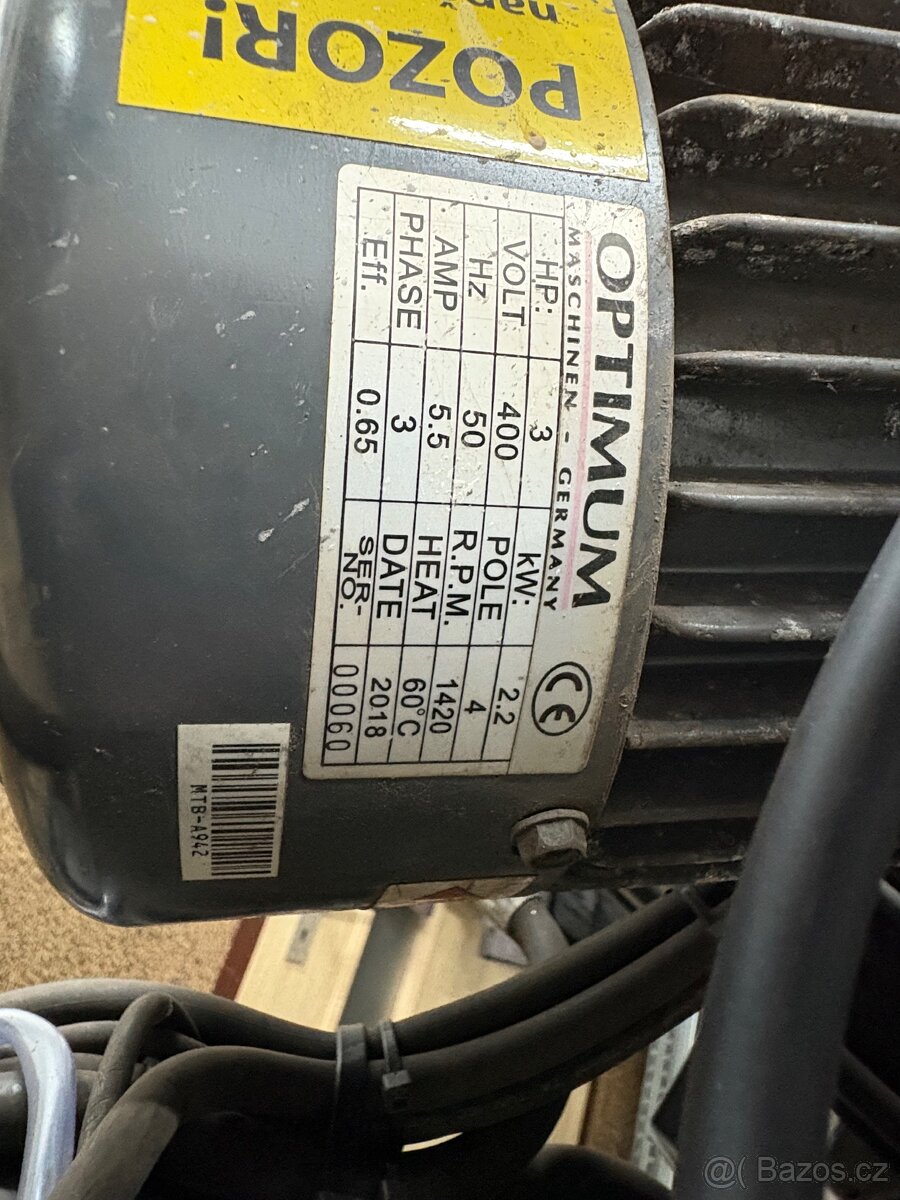 POZOR!
OPTIMUM
MASCHINEN - GERMANY
CE
HP: 3 kW: 2.2
VOLT 400 POLE 4
Hz 50 R.P.M. 1420
AMP 5.5 HEAT 60°C
PHASE 3 DATE 2018
Eff. 0.65 SER-NO. 00060
MTB-A942
@( Bazos.cz